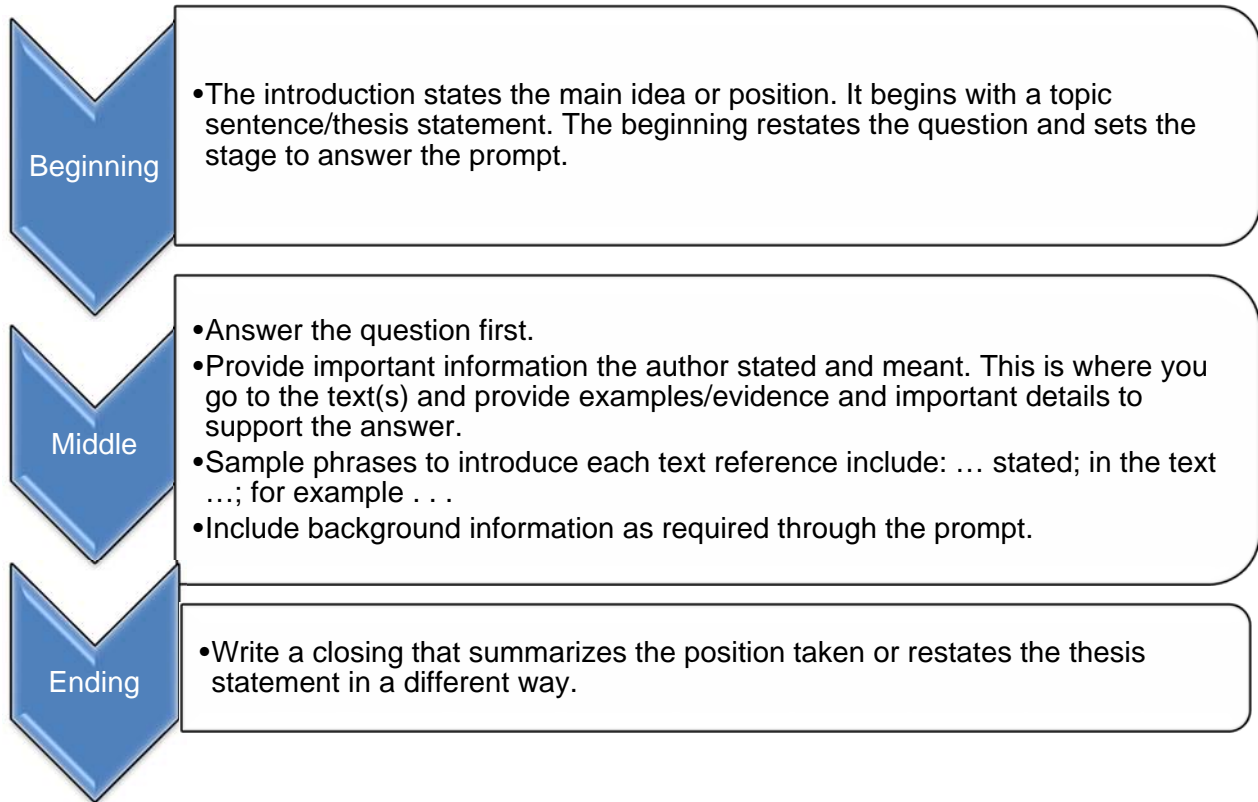 Beginning
•The introduction states the main idea or position. It begins with a topic
sentence/thesis statement. The beginning restates the question and sets the
stage to answer the prompt.
Middle
•Answer the question first.
•Provide important information the author stated and meant. This is where you
go to the text(s) and provide examples/evidence and important details to
support the answer.
•Sample phrases to introduce each text reference include: … stated; in the text
…; for example . . .
•Include background information as required through the prompt.
Ending
•Write a closing that summarizes the position taken or restates the thesis
statement in a different way.